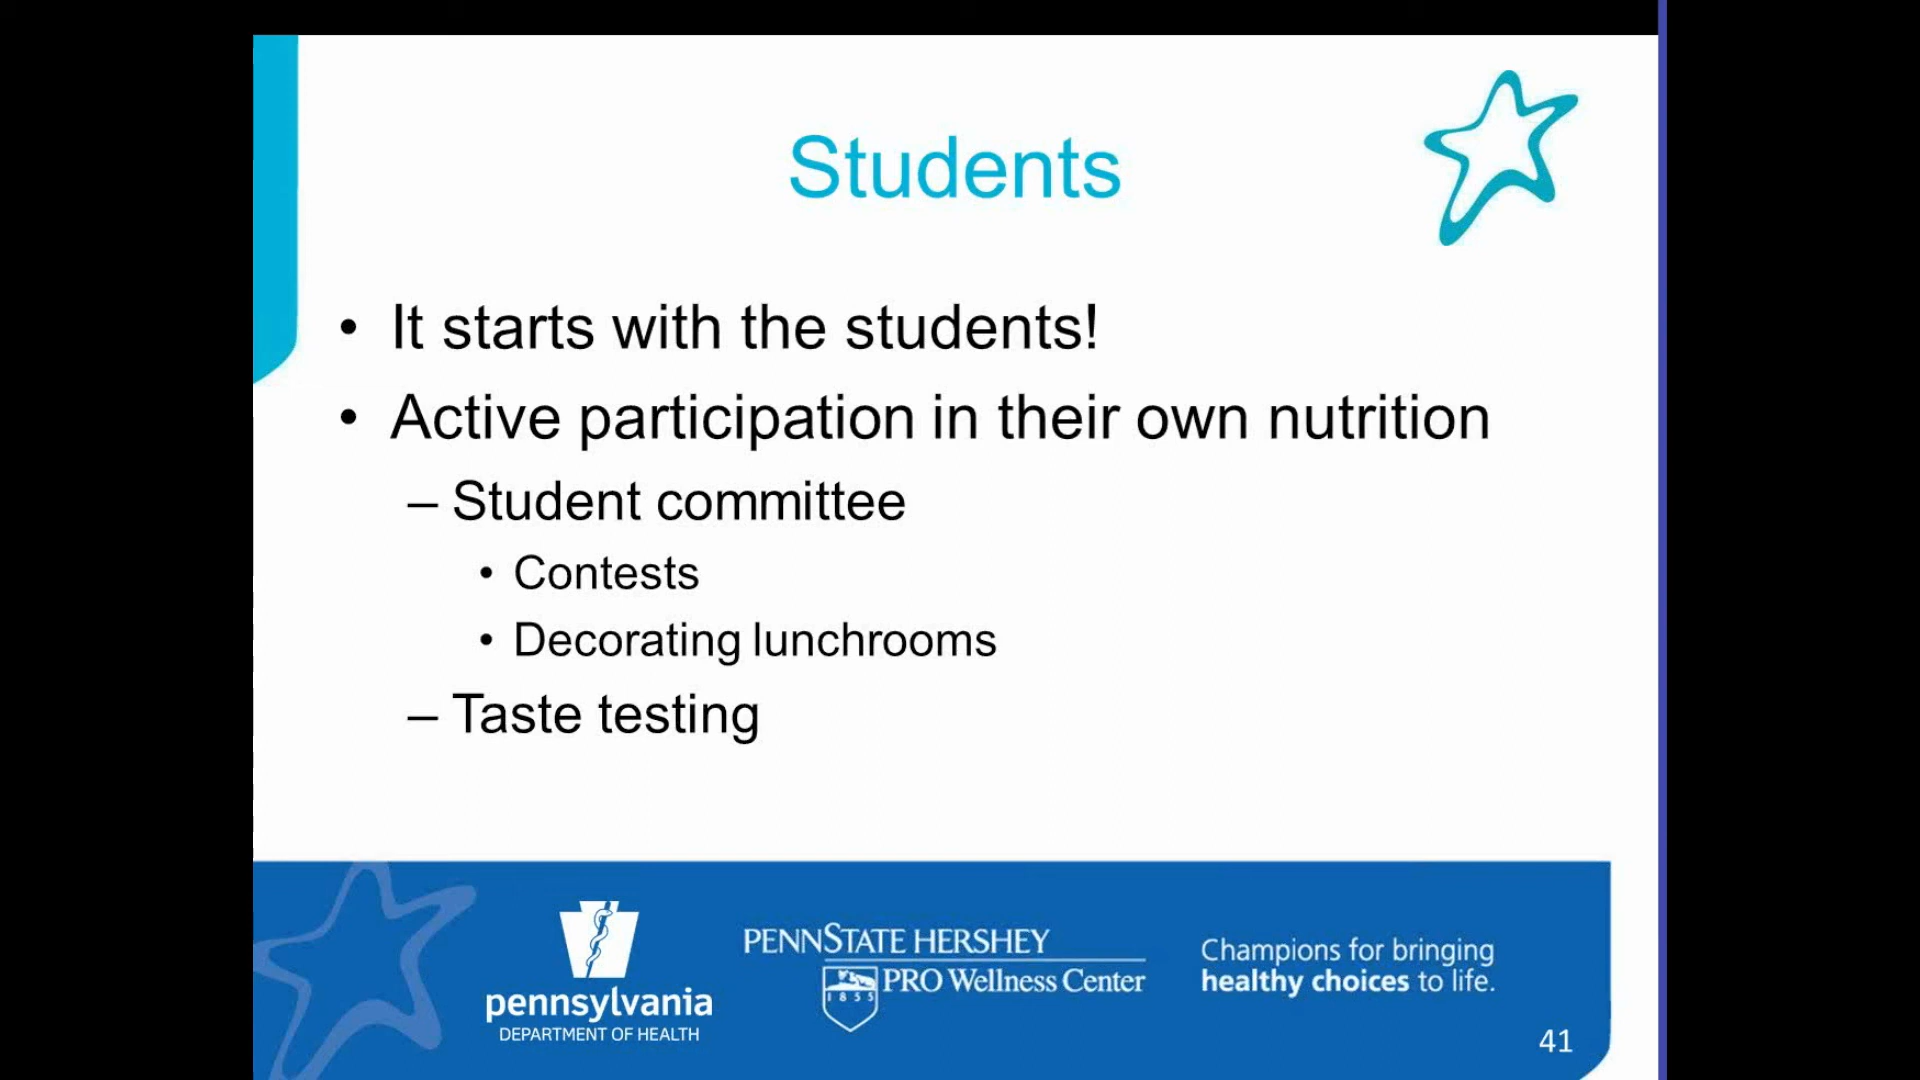 Students
• It starts with the students!
• Active participation in their own nutrition
– Student committee
• Contests
• Decorating lunchrooms
– Taste testing
pennsylvania
DEPARTMENT OF HEALTH
PENNSTATE HERSHEY
PRO Wellness Center
1855
Champions for bringing
healthy choices to life.
41